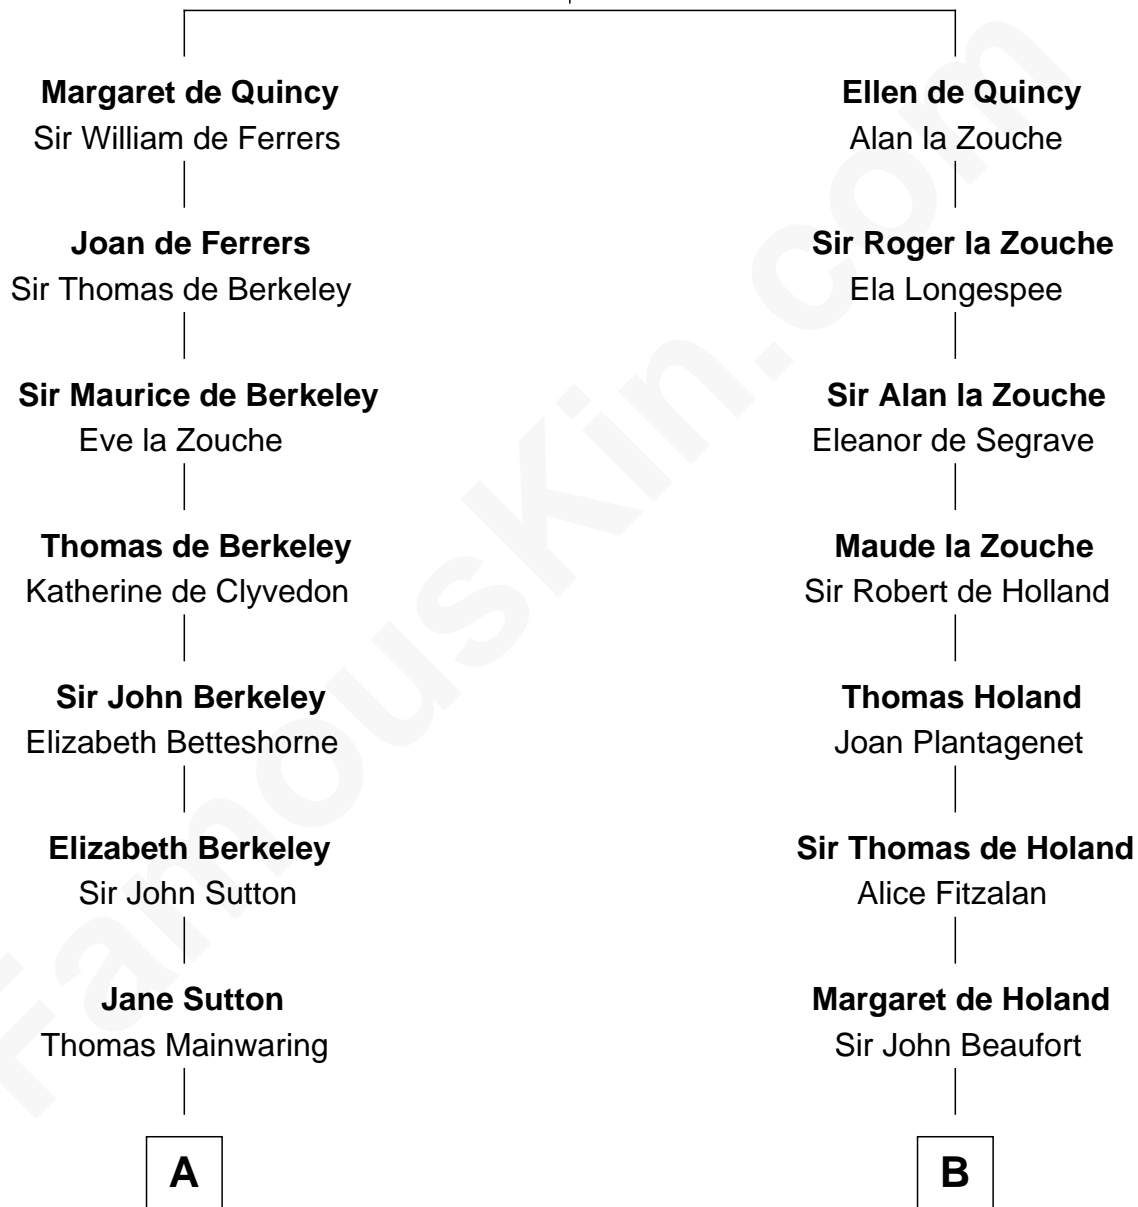 Margaret de Quincy
Sir William de Ferrers
Joan de Ferrers
Sir Thomas de Berkeley
Sir Maurice de Berkeley
Eve la Zouche
Thomas de Berkeley
Katherine de Clyvedon
Sir John Berkeley
Elizabeth Betteshorne
Elizabeth Berkeley
Sir John Sutton
Jane Sutton
Thomas Mainwaring
A
Ellen de Quincy
Alan la Zouche
Sir Roger la Zouche
Ela Longespee
Sir Alan la Zouche
Eleanor de Segrave
Maude la Zouche
Sir Robert de Holland
Thomas Holand
Joan Plantagenet
Sir Thomas de Holand
Alice Fitzalan
Margaret de Holand
Sir John Beaufort
B
FamousKin.com